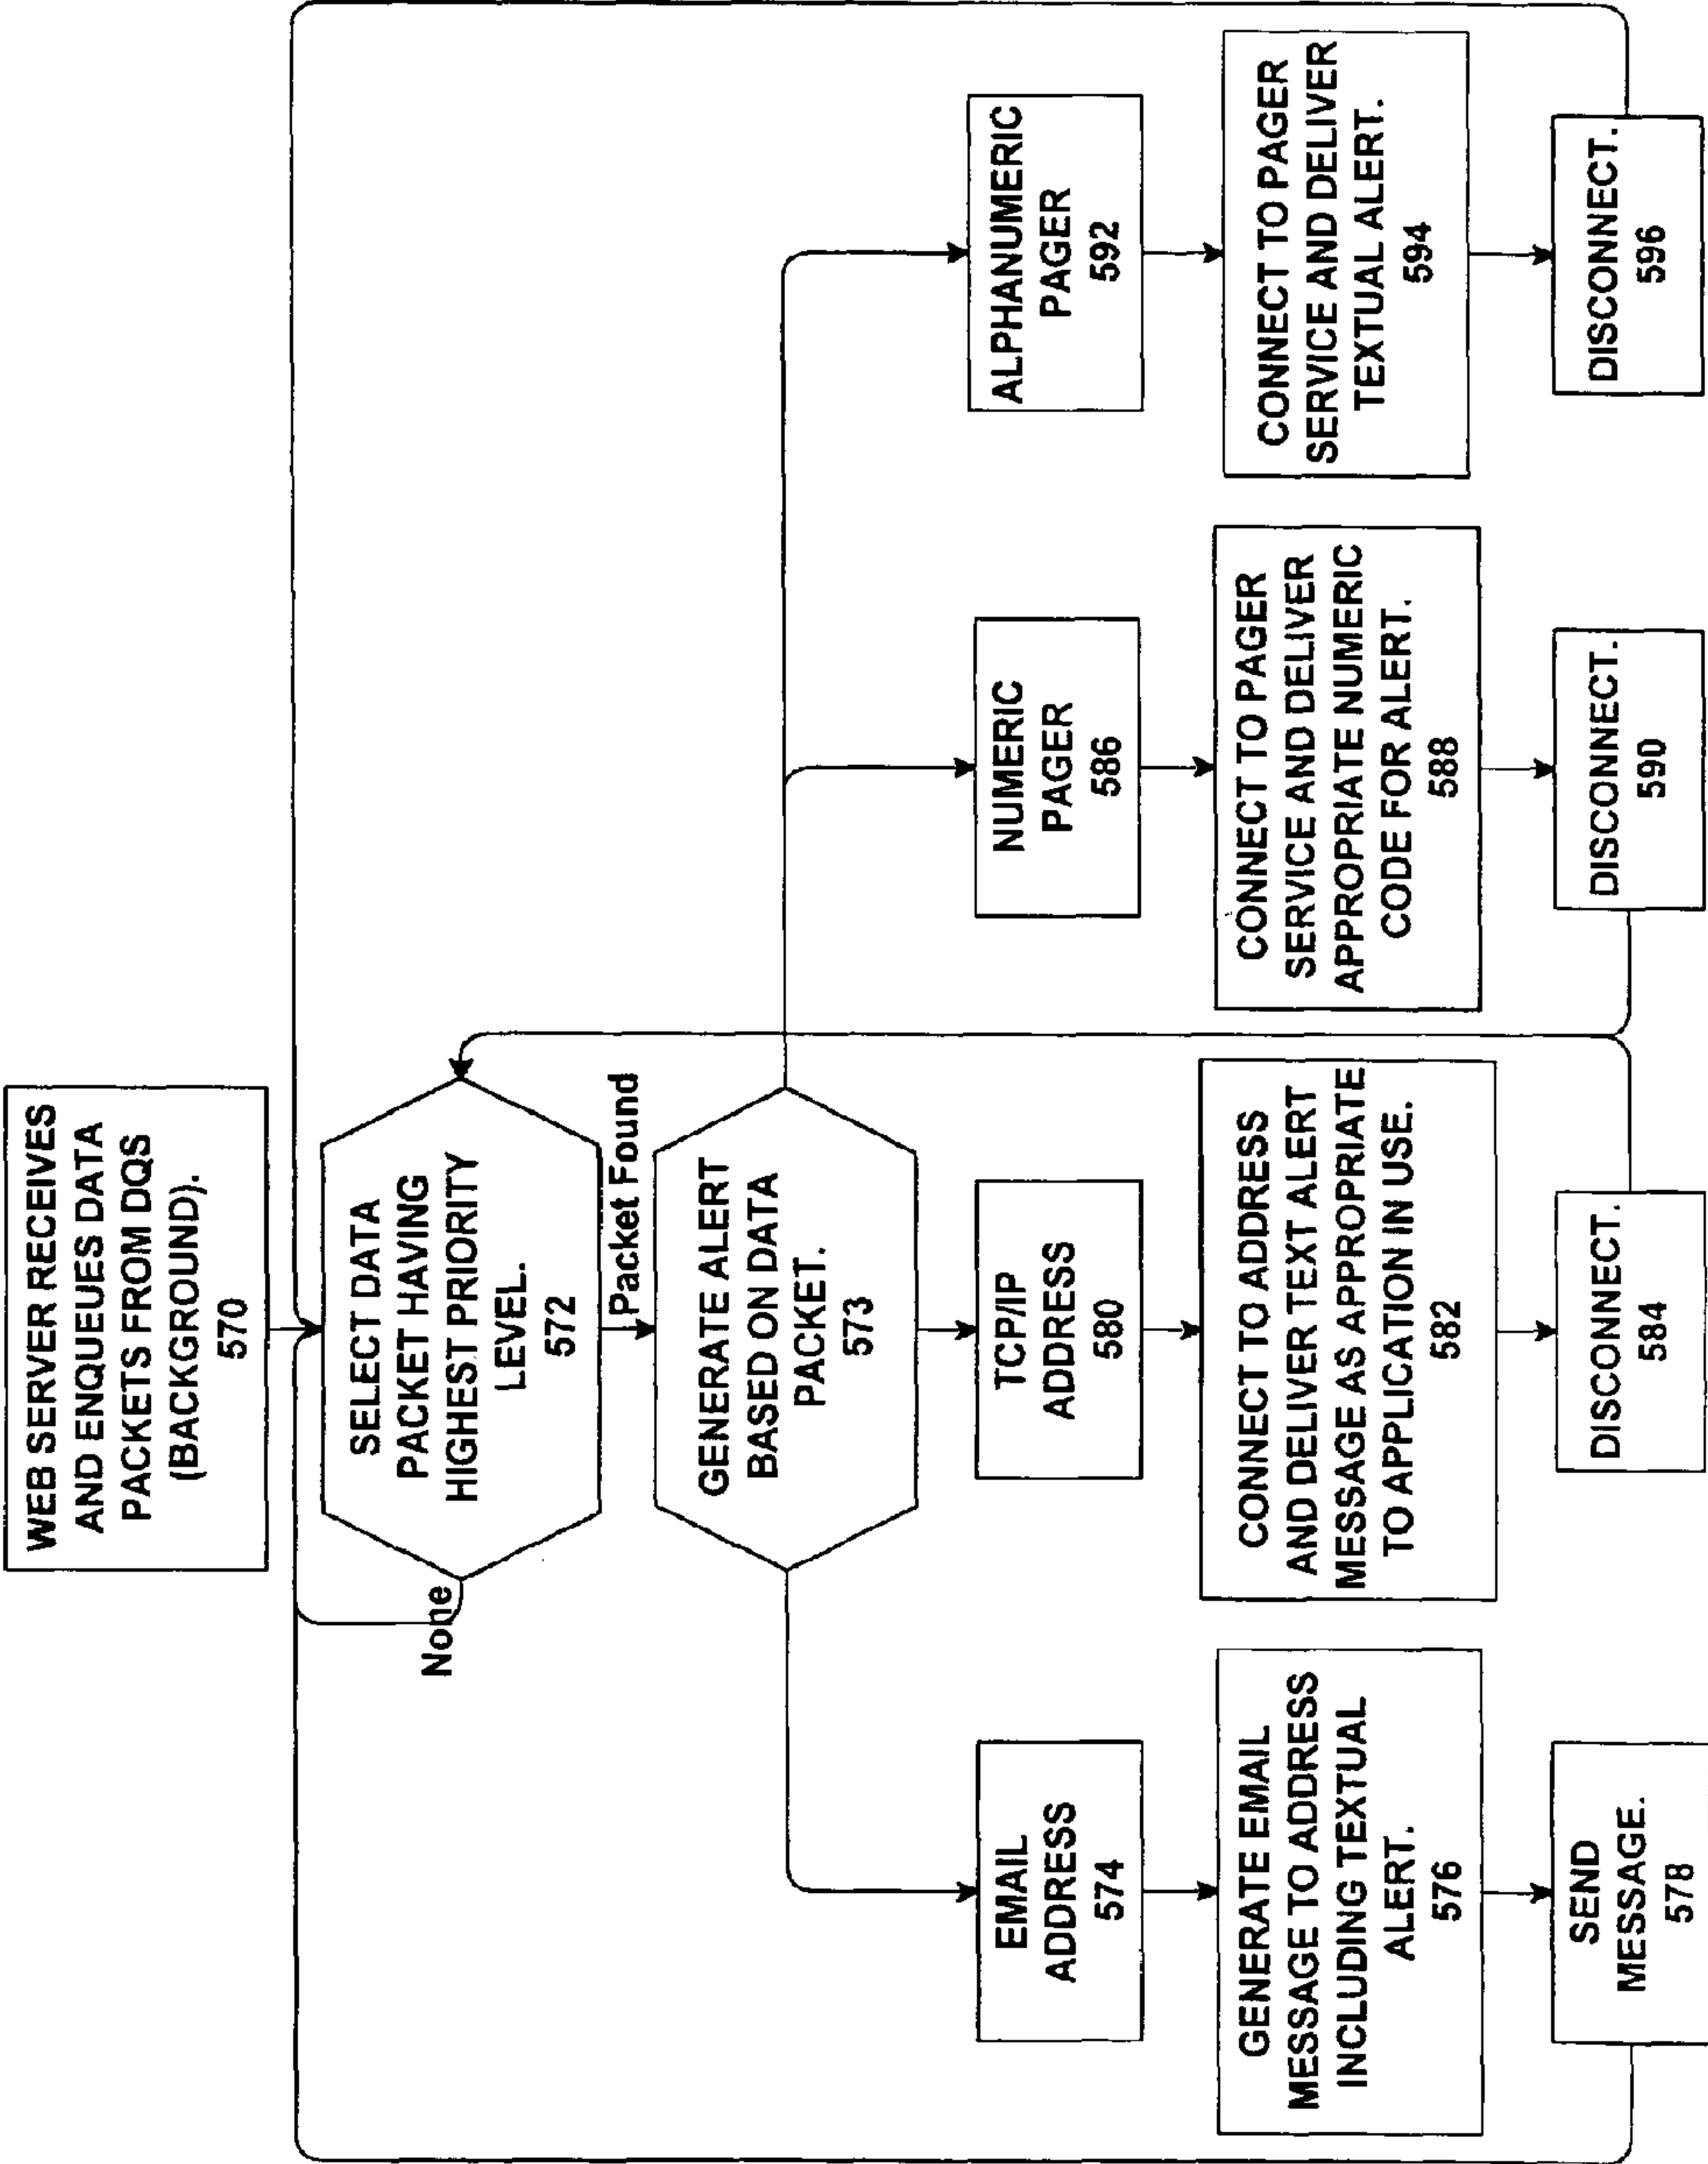 WEB SERVER RECEIVES
AND ENQUEUES DATA
PACKETS FROM DQS
(BACKGROUND).
570
None
SELECT DATA
PACKET HAVING
HIGHEST PRIORITY
LEVEL.
572
Packet Found
GENERATE ALERT
BASED ON DATA
PACKET.
573
EMAIL
ADDRESS
574
GENERATE EMAIL
MESSAGE TO ADDRESS
INCLUDING TEXTUAL
ALERT.
576
SEND
MESSAGE.
578
TCP/IP
ADDRESS
580
CONNECT TO ADDRESS
AND DELIVER TEXT ALERT
MESSAGE AS APPROPRIATE
TO APPLICATION IN USE.
582
DISCONNECT.
584
NUMERIC
PAGER
586
CONNECT TO PAGER
SERVICE AND DELIVER
APPROPRIATE NUMERIC
CODE FOR ALERT.
588
DISCONNECT.
590
ALPHANUMERIC
PAGER
592
CONNECT TO PAGER
SERVICE AND DELIVER
TEXTUAL ALERT.
594
DISCONNECT.
596